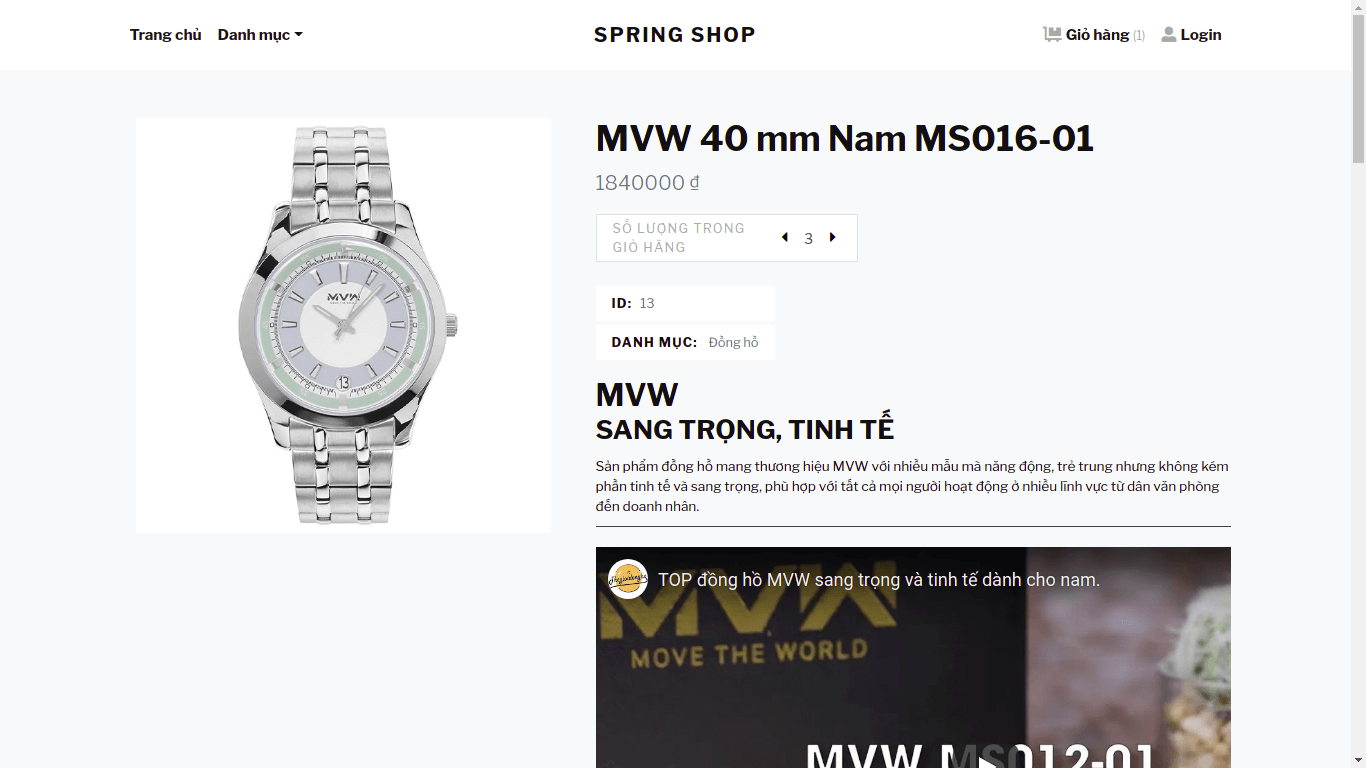 Trang chủ Danh mục SPRING SHOP Giỏ hàng (1) Login
MVW 40 mm Nam MS016-01
1840000 ₫
SỐ LƯỢNG TRONG
GIỎ HÀNG
3
ID: 13
DANH MỤC: Đồng hồ
MVW
13
MVW
SANG TRỌNG, TINH TẾ
Sản phẩm đồng hồ mang thương hiệu MVW với nhiều mẫu mà năng động, trẻ trung nhưng không kém
phần tinh tế và sang trọng, phù hợp với tất cả mọi người hoạt động ở nhiều lĩnh vực từ dân văn phòng
đến doanh nhân.
TOP đồng hồ MVW sang trọng và tinh tế dành cho nam.
MVW
MOVE THE WORLD
MVW MS012-01